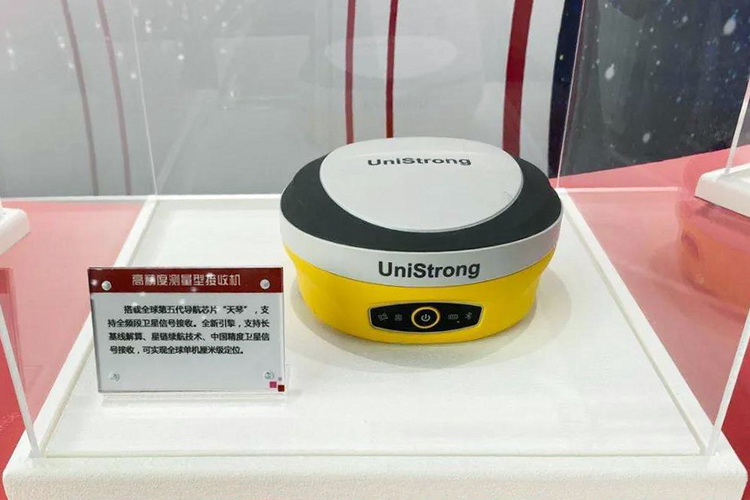 UniStrong
UniStrong
高精度测量型接收机
搭载全球第五代导航芯片“天琴”，支
持全频段卫星信号接收。全新引擎，支持长
基线解算、星链续航技术、中国精度卫星信
号接收，可实现全球单机厘米级定位。